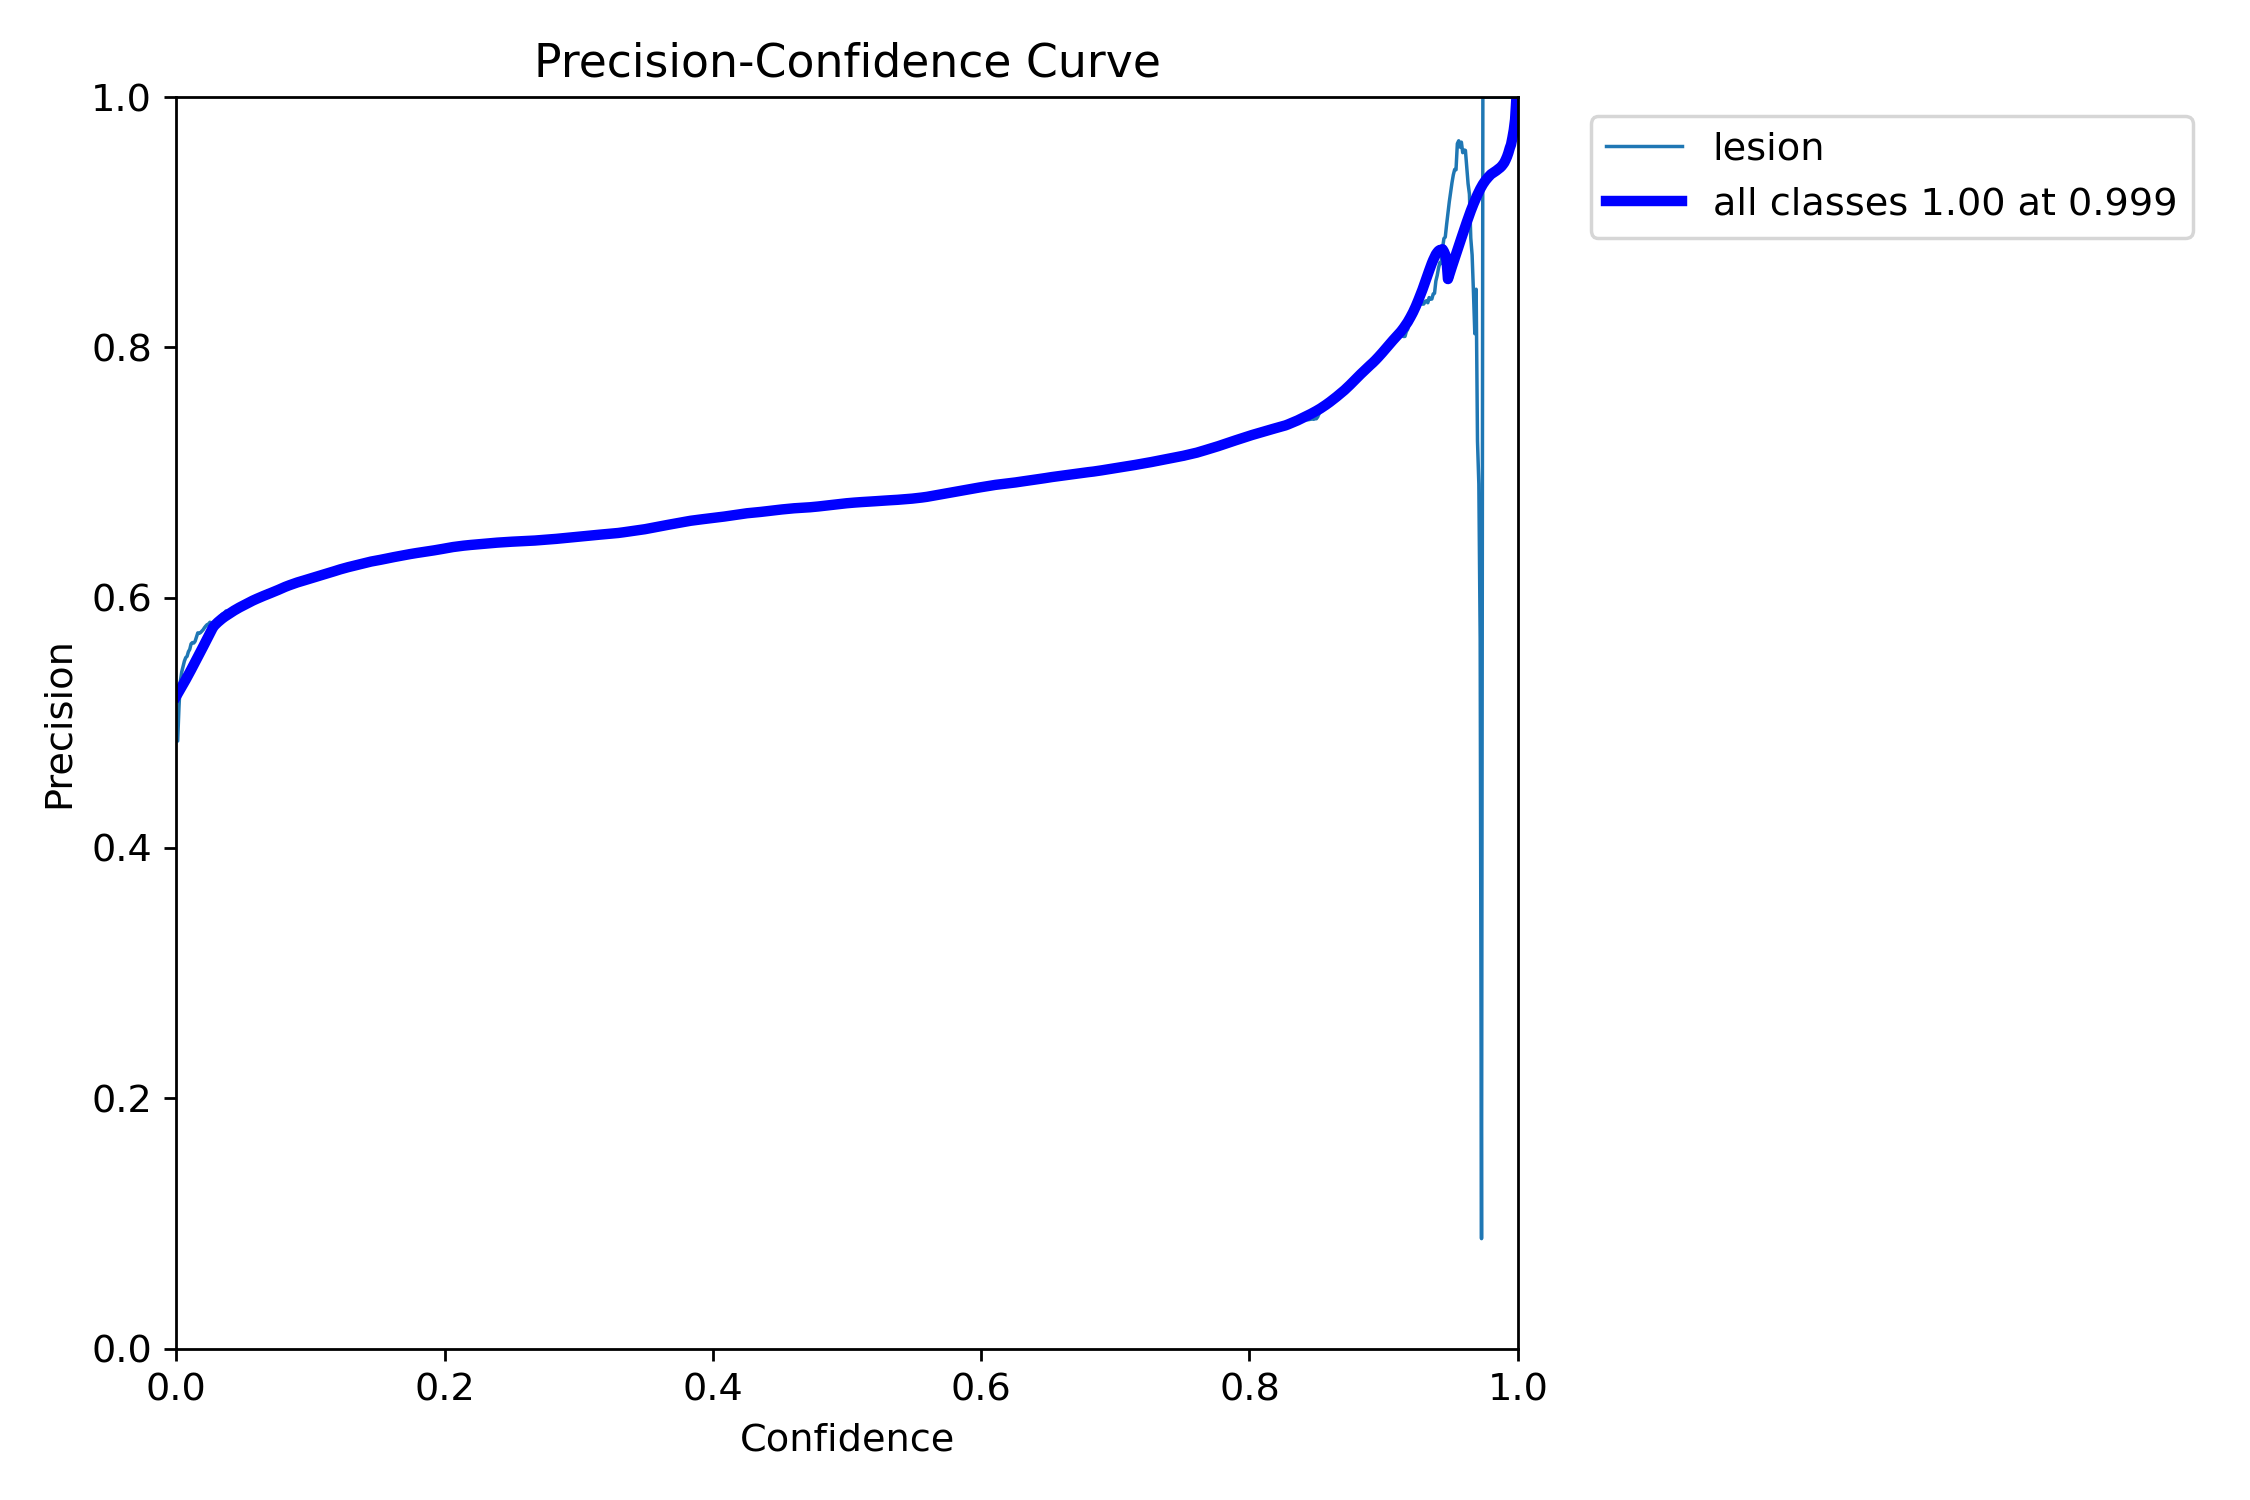 Precision-Confidence Curve
1.0
0.8
0.6
0.4
0.2
0.0
Precision
0.0 0.2 0.4 0.6 0.8 1.0
Confidence
lesion
all classes 1.00 at 0.999